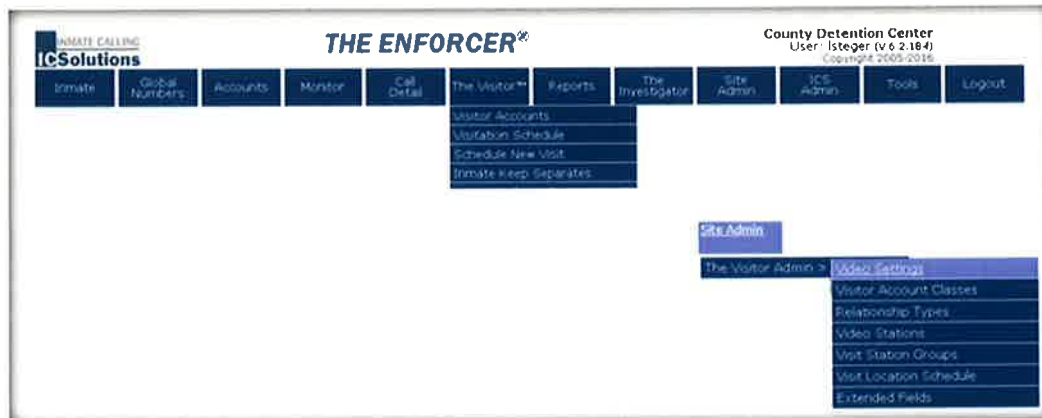 INMATE CALLING
ICSolutions
THE ENFORCER®
County Detention Center
User: lsteger (v 6.2.184)
Copyright 2005-2016
Inmate
Global Numbers
Accounts
Monitor
Call Detail
The Visitor™
Reports
The Investigator
Site Admin
ICS Admin
Tools
Logout
Visitor Accounts
Visitation Schedule
Schedule New Visit
Inmate Keep Separates
Site Admin
The Visitor Admin > Video Settings
Visitor Account Classes
Relationship Types
Video Stations
Visit Station Groups
Visit Location Schedule
Extended Fields